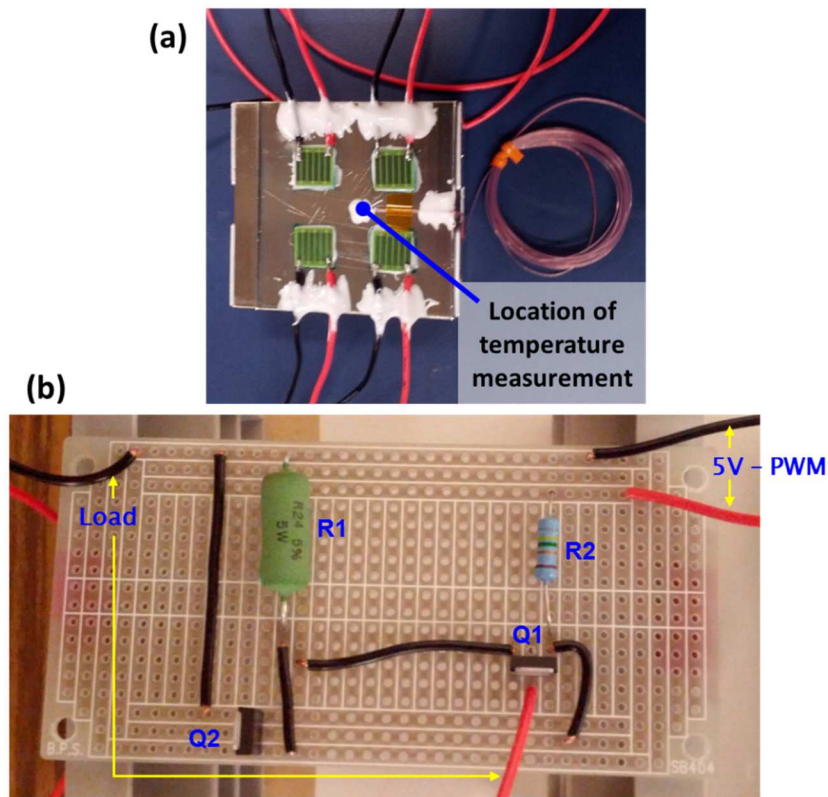 (a)
Location of
temperature
measurement
(b)
5V – PWM
Load
R24 5%
5W
R1
R2
Q1
Q2
B.P.S.
SB404